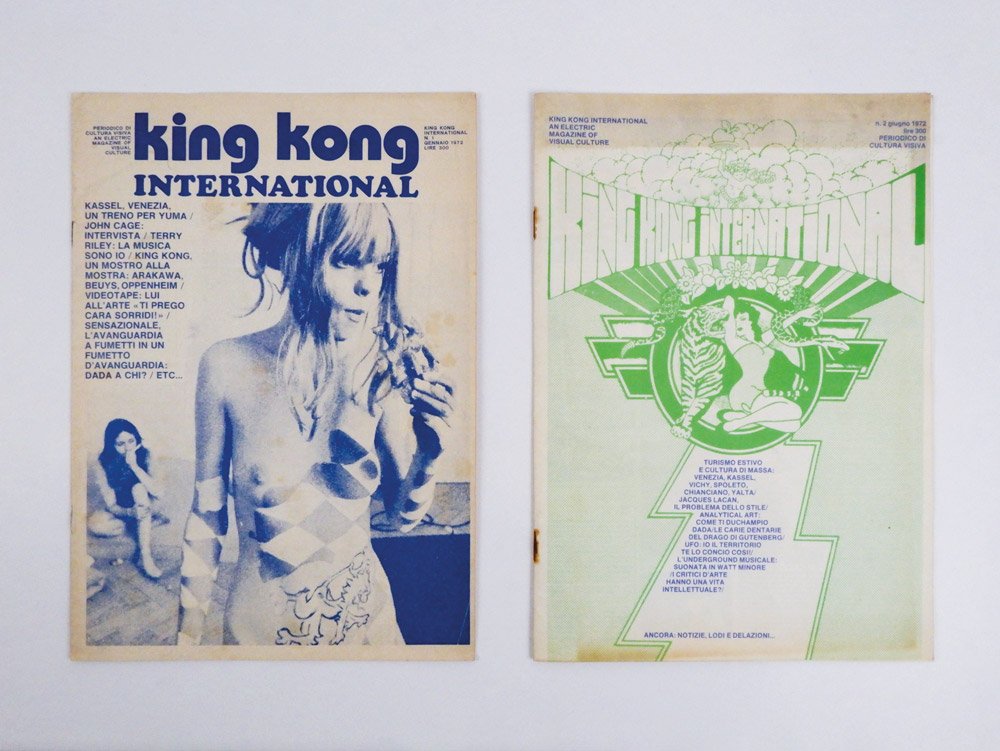 PERIODICO DI
CULTURA VISIVA
AN ELECTRIC
MAGAZINE OF
VISUAL
CULTURE
king kong
INTERNATIONAL
KING KONG
INTERNATIONAL
N. 1
GENNAIO 1972
LIRE 300
KASSEL, VENEZIA,
UN TRENO PER YUMA /
JOHN CAGE:
INTERVISTA / TERRY
RILEY: LA MUSICA
SONO IO / KING KONG,
UN MOSTRO ALLA
MOSTRA: ARAKAWA,
BEUYS, OPPENHEIM /
VIDEOTAPE: LUI
ALL'ARTE «TI PREGO
CARA SORRIDI!» /
SENSAZIONALE,
L'AVANGUARDIA
A FUMETTI IN UN
FUMETTO
D'AVANGUARDIA:
DADA A CHI? / ETC...
KING KONG INTERNATIONAL
AN ELECTRIC
MAGAZINE OF
VISUAL CULTURE
n. 2 giugno 1972
lire 300
PERIODICO DI
CULTURA VISIVA
KING KONG INTERNATIONAL
TURISMO ESTIVO
E CULTURA DI MASSA:
VENEZIA, KASSEL,
VICHY, SPOLETO,
CHIANCIANO, YALTA/
JACQUES LACAN,
IL PROBLEMA DELLO STILE/
ANALYTICAL ART:
COME TI DUCHAMPIO
DADA/LE CARIE DENTARIE
DEL DRAGO DI GUTENBERG/
UFO: IO IL TERRITORIO
TE LO CONCIO COSI!/
L'UNDERGROUND MUSICALE:
SUONATA IN WATT MINORE
/I CRITICI D'ARTE
HANNO UNA VITA
INTELLETTUALE?/
ANCORA: NOTIZIE, LODI E DELAZIONI...